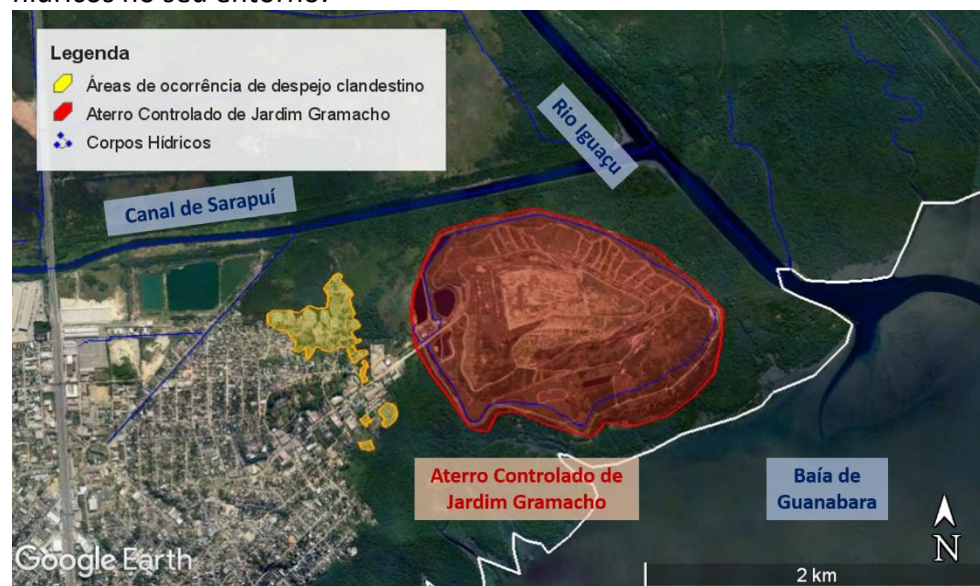 hídricos no seu entorno.
Legenda
Áreas de ocorrência de despejo clandestino
Aterro Controlado de Jardim Gramacho
Corpos Hídricos
Rio Iguaçu
Canal de Sarapuí
Aterro Controlado de
Jardim Gramacho
Baía de
Guanabara
N
Google Earth
2 km